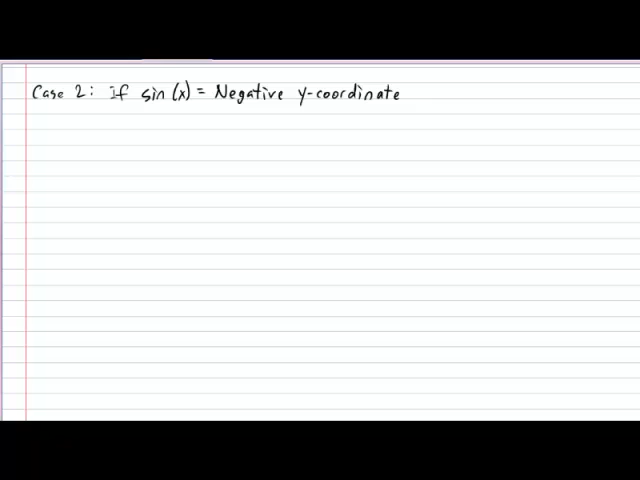 Case 2: if sin(x) = Negative y-coordinate